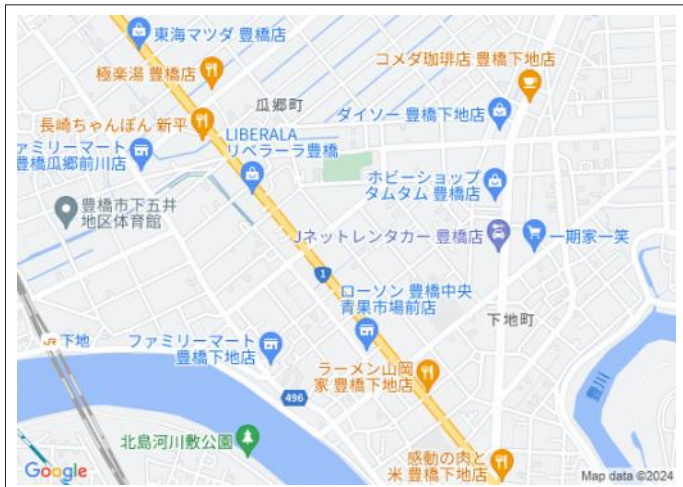 東海マツダ 豊橋店
コメダ珈琲店 豊橋下地店
極楽湯 豊橋店
瓜郷町
ダイソー 豊橋下地店
長崎ちゃんぽん 新平
LIBERALA
リベラーラ豊橋
ァミリーマート
豊橋瓜郷前川店
ホビーショップ
タムタム 豊橋店
豊橋市下五井
地区体育館
Jネットレンタカー 豊橋店
一期家一笑
1
ローソン 豊橋中央
青果市場前店
下地町
JR 下地
ファミリーマート
豊橋下地店
ラーメン山岡
家 豊橋下地店
豊川
496
北島河川敷公園
感動の肉と
米 豊橋下地店
Google
Map data ©2024